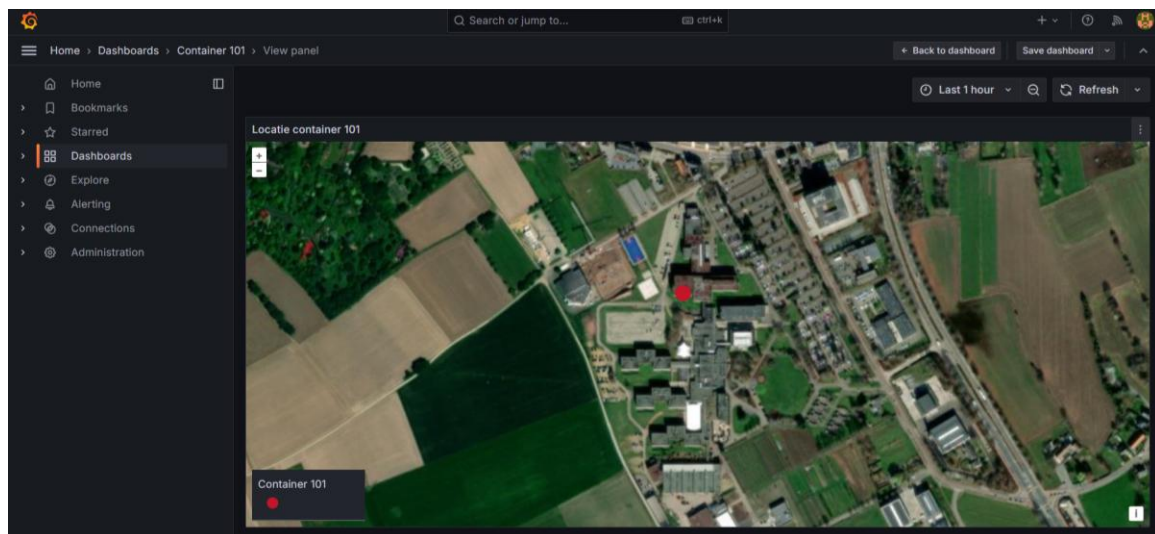 Search or jump to... ctrl+k
Home › Dashboards › Container 101 › View panel
Back to dashboard
Save dashboard
Home
Bookmarks
Starred
Dashboards
Explore
Alerting
Connections
Administration
Last 1 hour
Refresh
Locatie container 101
+
−
Container 101
i